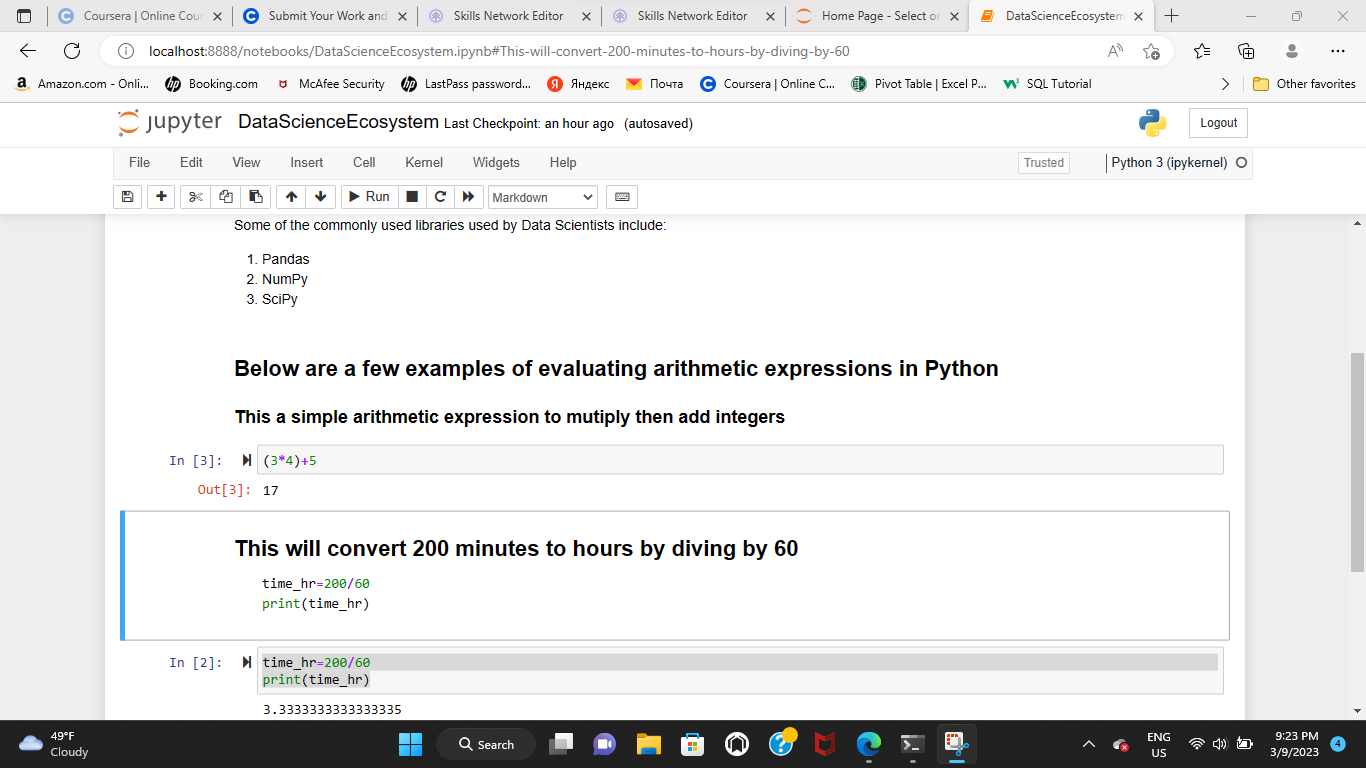 Coursera | Online Cour
Submit Your Work and
Skills Network Editor
Skills Network Editor
Home Page - Select or
DataScienceEcosystem
localhost:8888/notebooks/DataScienceEcosystem.ipynb#This-will-convert-200-minutes-to-hours-by-diving-by-60
Amazon.com - Onli...
Booking.com
McAfee Security
LastPass password...
Яндекс
Почта
Coursera | Online C...
Pivot Table | Excel P...
SQL Tutorial
Other favorites
jupyter DataScienceEcosystem Last Checkpoint: an hour ago (autosaved)
Logout
File Edit View Insert Cell Kernel Widgets Help
Trusted
Python 3 (ipykernel)
Run
Markdown
Some of the commonly used libraries used by Data Scientists include:
1. Pandas
2. NumPy
3. SciPy
Below are a few examples of evaluating arithmetic expressions in Python
This a simple arithmetic expression to mutiply then add integers
In [3]: (3*4)+5
Out[3]: 17
This will convert 200 minutes to hours by diving by 60
time_hr=200/60
print(time_hr)
In [2]: time_hr=200/60
print(time_hr)
3.3333333333333335
49°F
Cloudy
Search
ENG
US
9:23 PM
3/9/2023
4